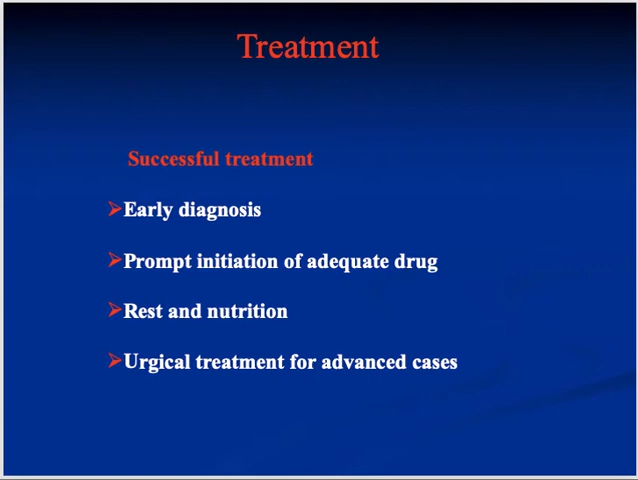 Treatment
Successful treatment
Early diagnosis
Prompt initiation of adequate drug
Rest and nutrition
Urgical treatment for advanced cases